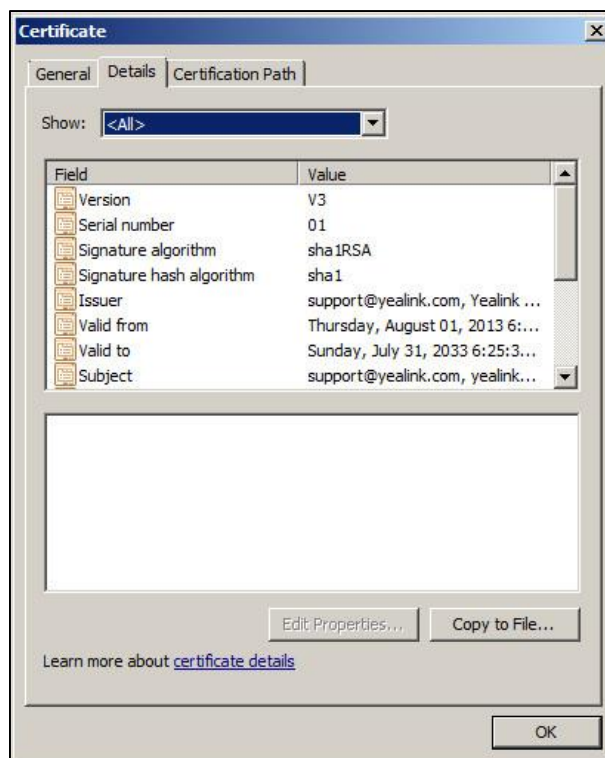 Certificate
General Details Certification Path
Show: <All>
Field Value
Version V3
Serial number 01
Signature algorithm sha1RSA
Signature hash algorithm sha1
Issuer support@yealink.com, Yealink ...
Valid from Thursday, August 01, 2013 6:...
Valid to Sunday, July 31, 2033 6:25:3...
Subject support@yealink.com, yealink...
Edit Properties... Copy to File...
Learn more about certificate details
OK